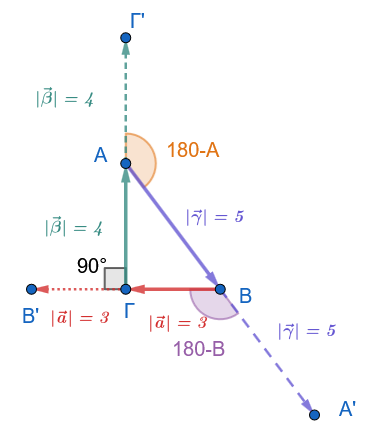 Γ'
|β⃗| = 4
A
180-A
|γ⃗| = 5
|β⃗| = 4
90°
B'
|a⃗| = 3
Γ
|a⃗| = 3
B
180-B
|γ⃗| = 5
A'